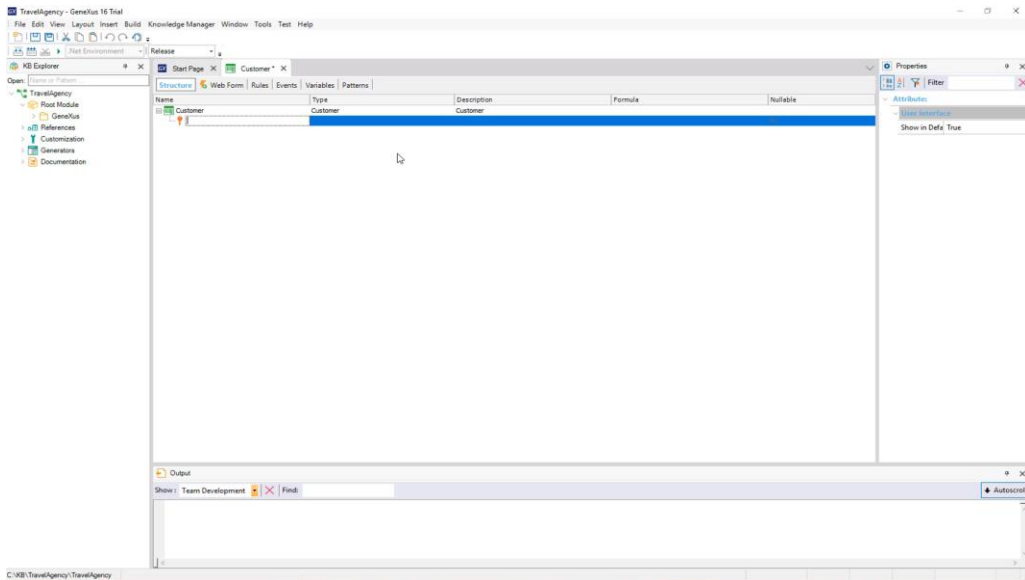 TravelAgency - GeneXus 16 Trial
File Edit View Layout Insert Build Knowledge Manager Window Tools Test Help
.Net Environment Release
KB Explorer
Open: Name or Pattern
TravelAgency
Root Module
GeneXus
References
Customization
Generators
Documentation
Start Page Customer *
Structure Web Form Rules Events Variables Patterns
Name Type Description Formula Nullable
Customer Customer Customer
Properties
Filter
Attribute:
User Interface
Show in Defa True
Output
Show: Team Development Find:
Autoscrol
C:\KB\TravelAgency\TravelAgency